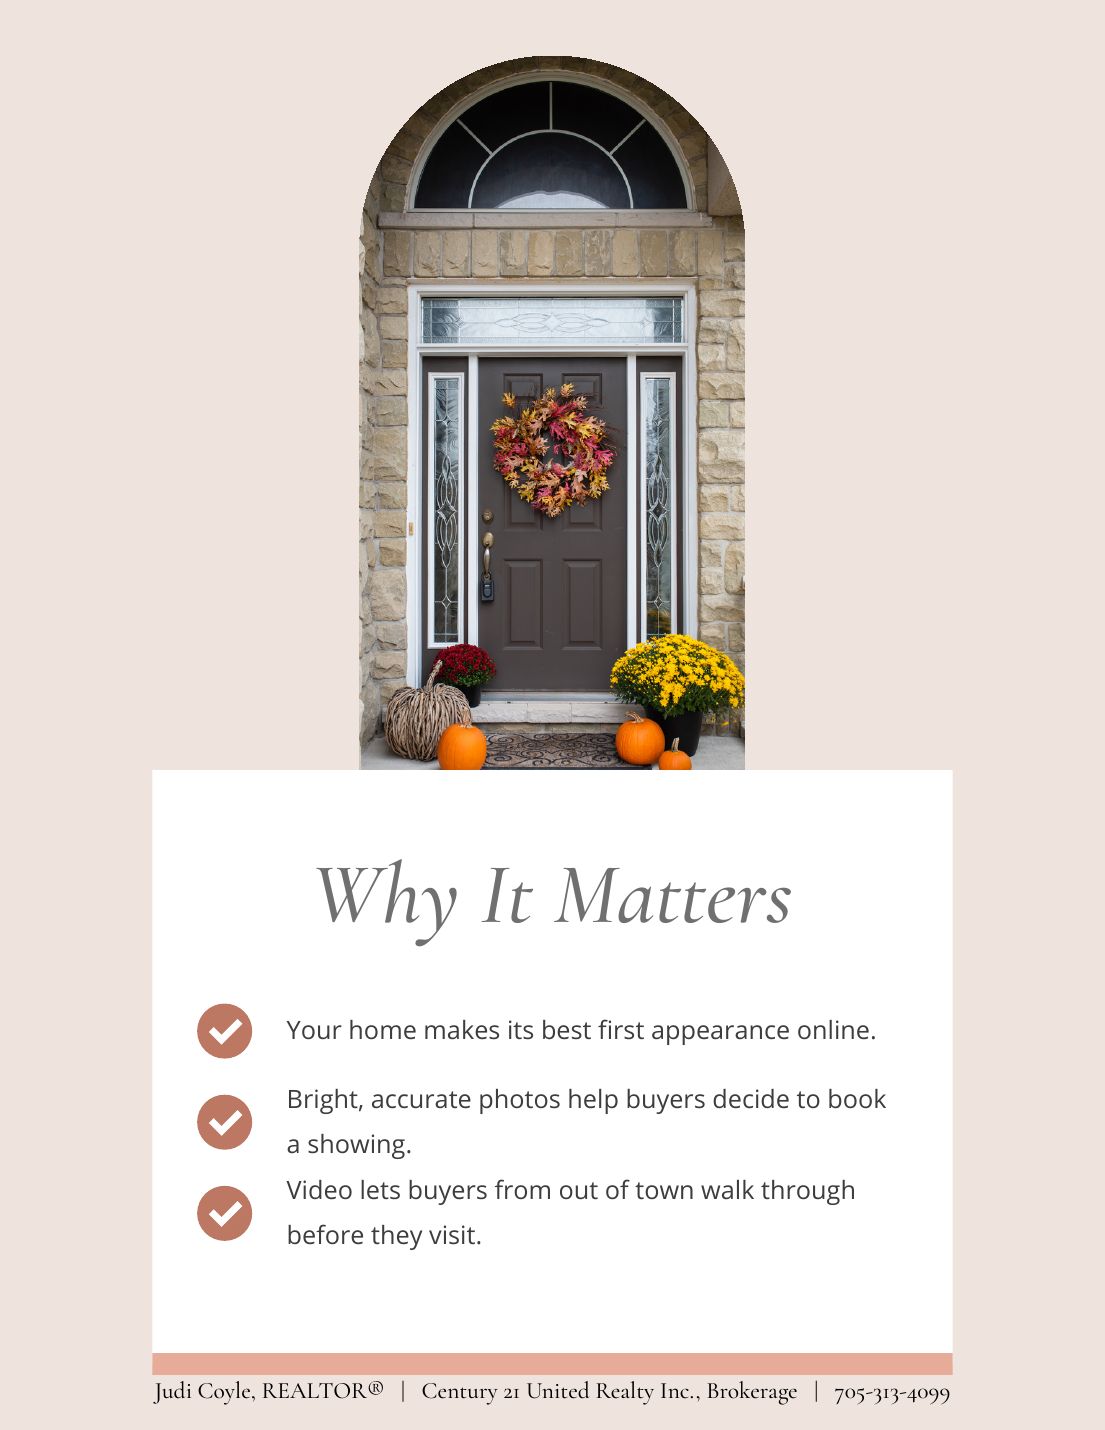 Why It Matters
Your home makes its best first appearance online.
Bright, accurate photos help buyers decide to book
a showing.
Video lets buyers from out of town walk through
before they visit.
Judi Coyle, REALTOR® | Century 21 United Realty Inc., Brokerage | 705-313-4099